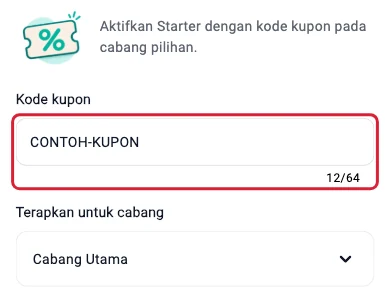 %
Aktifkan Starter dengan kode kupon pada
cabang pilihan.
Kode kupon
CONTOH-KUPON
12/64
Terapkan untuk cabang
Cabang Utama